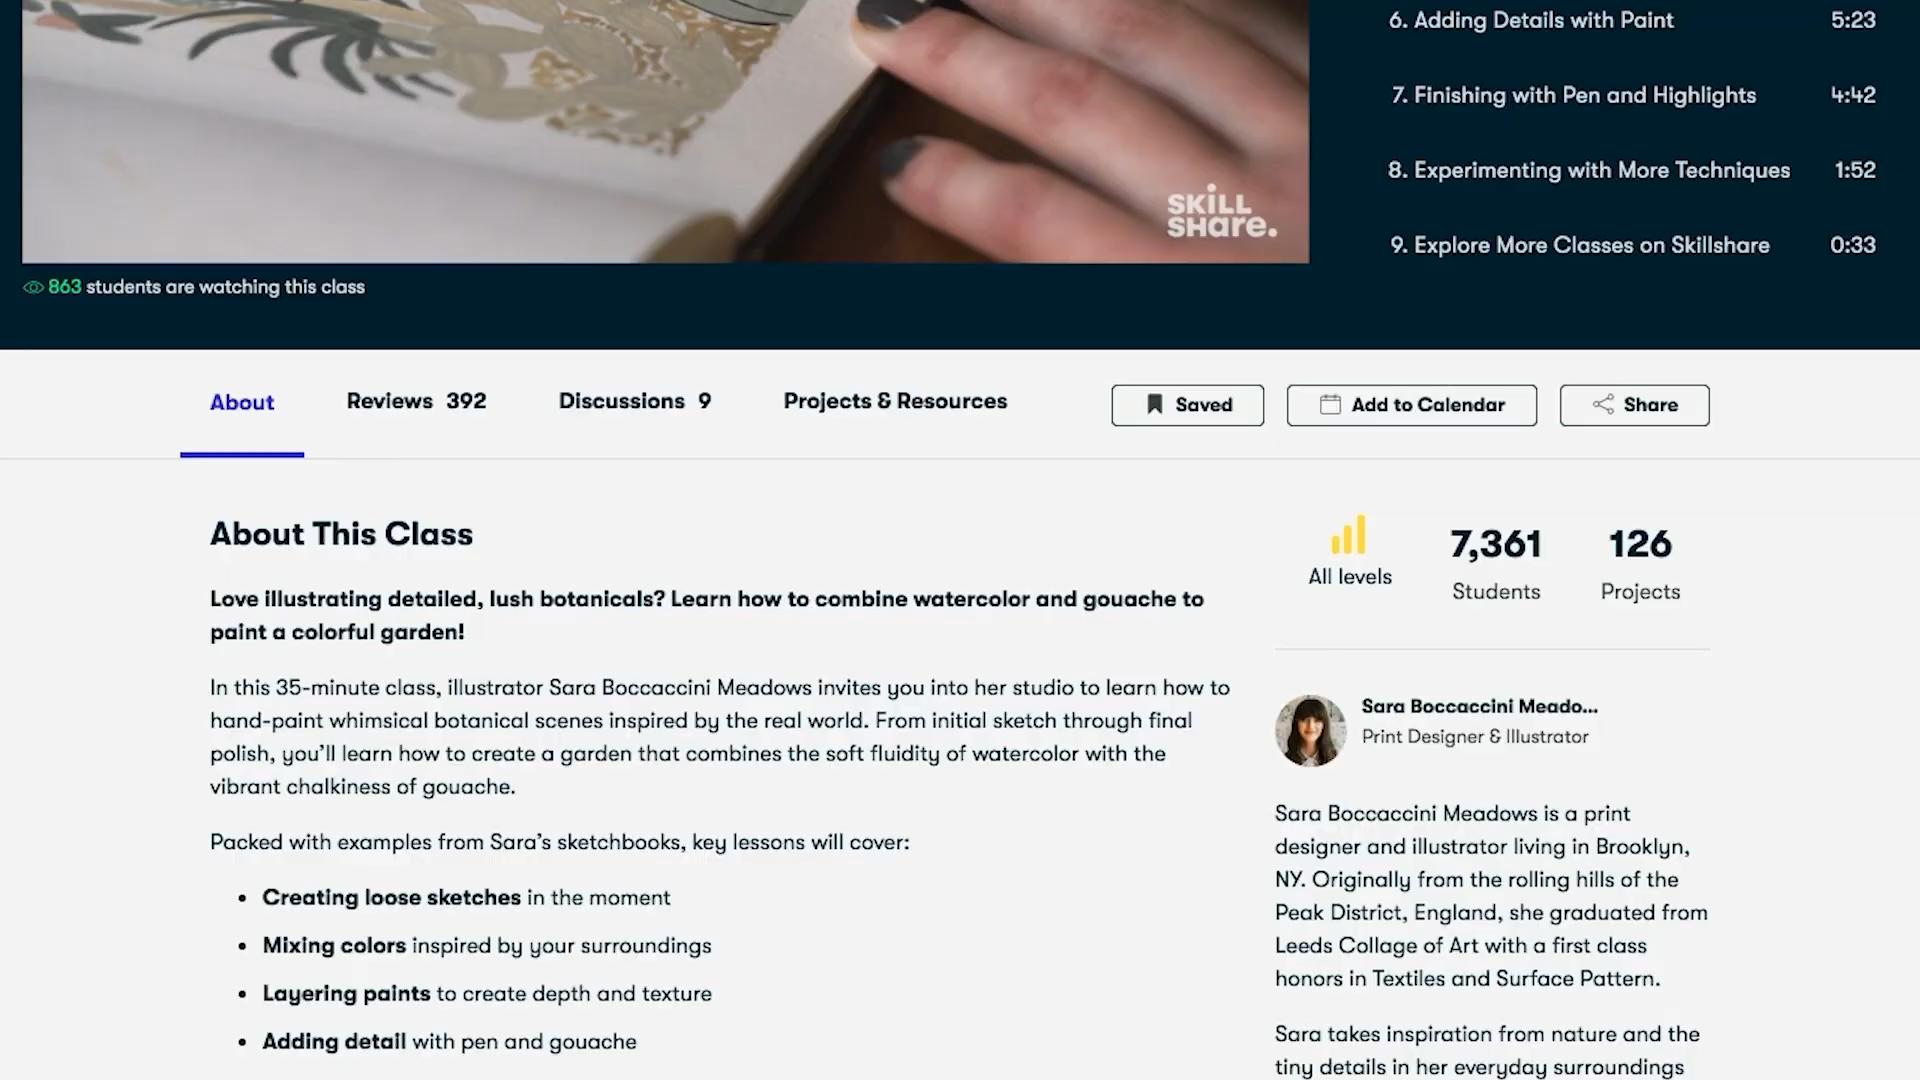 6. Adding Details with Paint 5:23
7. Finishing with Pen and Highlights 4:42
8. Experimenting with More Techniques 1:52
9. Explore More Classes on Skillshare 0:33
SKILL
SHare.
863 students are watching this class
About Reviews 392 Discussions 9 Projects & Resources Saved Add to Calendar Share
About This Class
Love illustrating detailed, lush botanicals? Learn how to combine watercolor and gouache to
paint a colorful garden!
In this 35-minute class, illustrator Sara Boccaccini Meadows invites you into her studio to learn how to
hand-paint whimsical botanical scenes inspired by the real world. From initial sketch through final
polish, you’ll learn how to create a garden that combines the soft fluidity of watercolor with the
vibrant chalkiness of gouache.
Packed with examples from Sara’s sketchbooks, key lessons will cover:
• Creating loose sketches in the moment
• Mixing colors inspired by your surroundings
• Layering paints to create depth and texture
• Adding detail with pen and gouache
All levels
7,361
Students
126
Projects
Sara Boccaccini Meado...
Print Designer & Illustrator
Sara Boccaccini Meadows is a print
designer and illustrator living in Brooklyn,
NY. Originally from the rolling hills of the
Peak District, England, she graduated from
Leeds Collage of Art with a first class
honors in Textiles and Surface Pattern.
Sara takes inspiration from nature and the
tiny details in her everyday surroundings